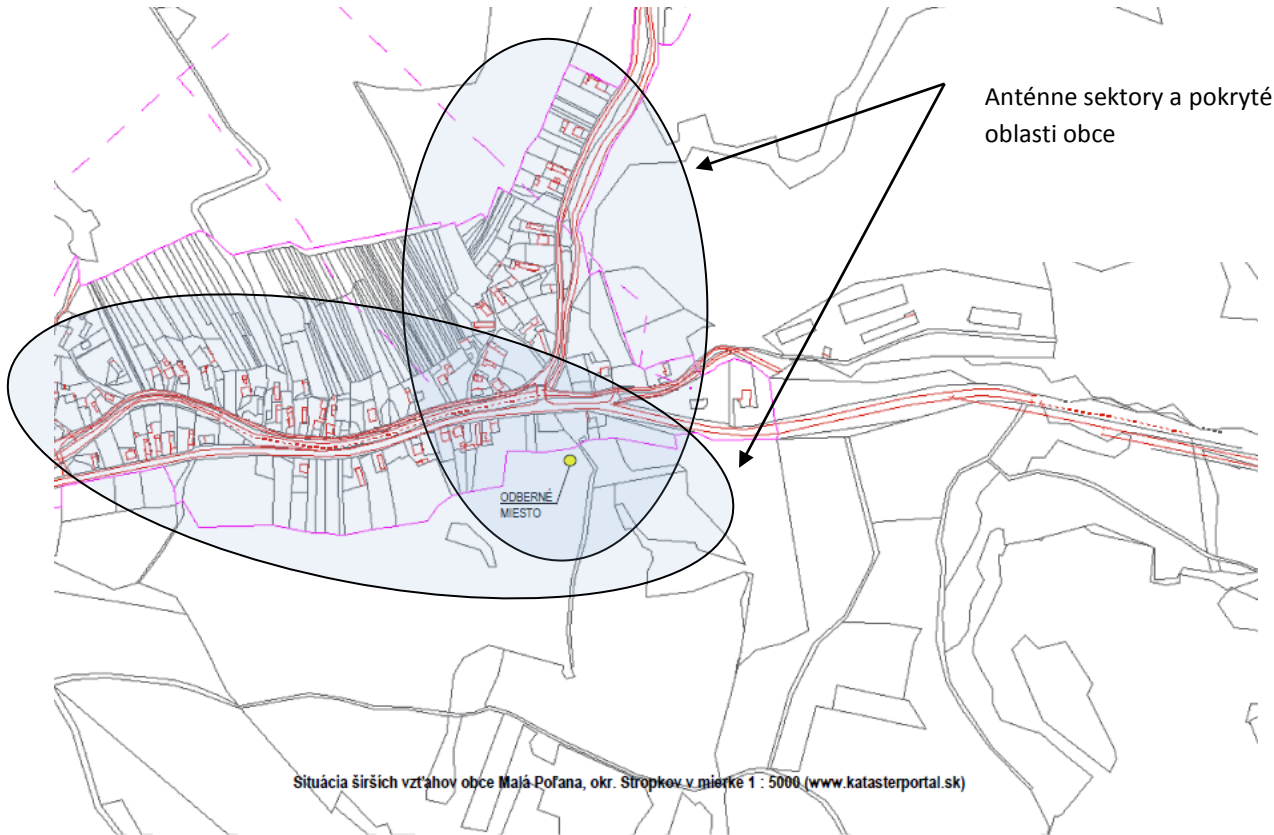 Anténne sektory a pokryté
oblasti obce
ODBERNÉ
MIESTO
Situácia širších vzťahov obce Malá Poľana, okr. Stropkov v mierke 1 : 5000 (www.katasterportal.sk)